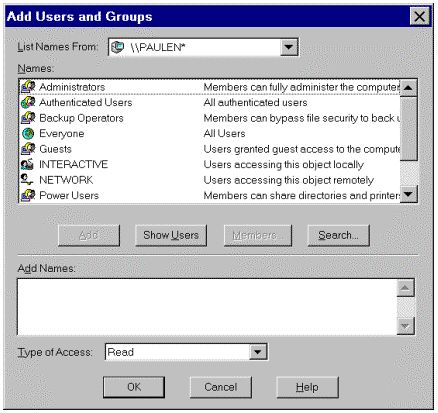 Add Users and Groups
List Names From: \\PAULEN*
Names:
Administrators Members can fully administer the computer
Authenticated Users All authenticated users
Backup Operators Members can bypass file security to back u
Everyone All Users
Guests Users granted guest access to the compute
INTERACTIVE Users accessing this object locally
NETWORK Users accessing this object remotely
Power Users Members can share directories and printer
Add Show Users Members... Search...
Add Names:
Type of Access: Read
OK Cancel Help